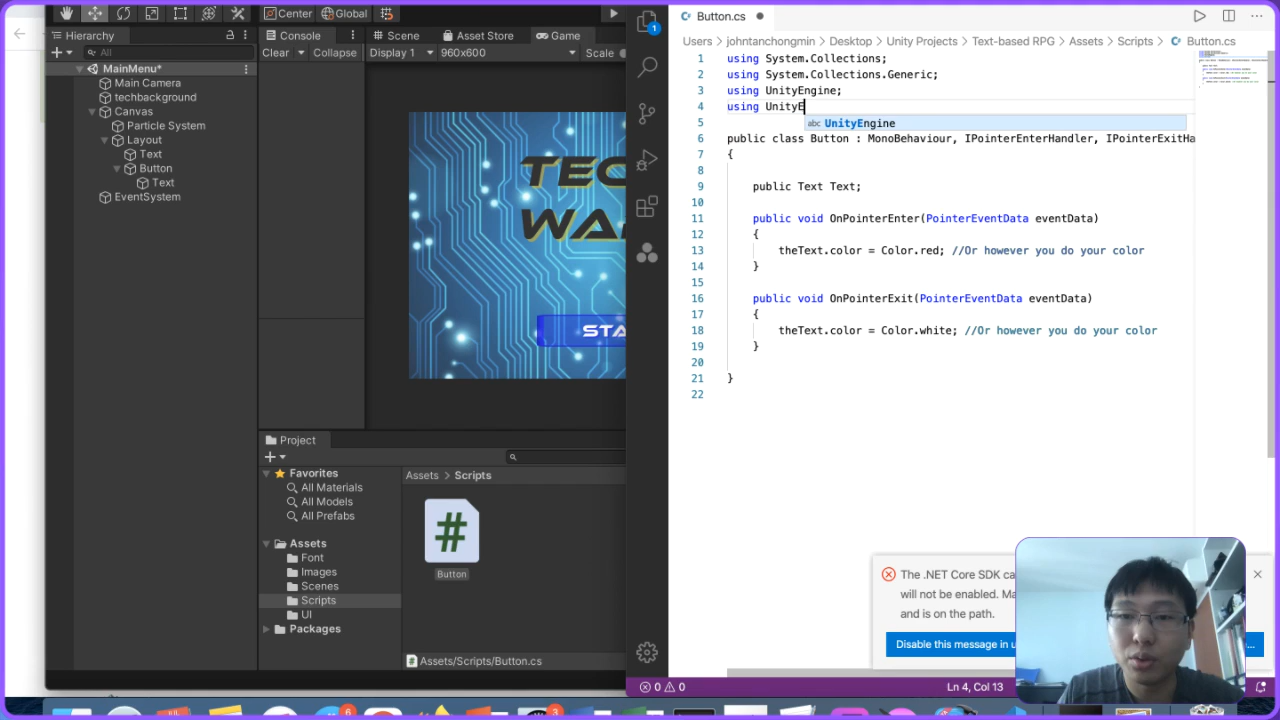 Center
Global
Button.cs
1
Hierarchy
Console
Scene
Asset Store
Game
All
Clear
Collapse
Display 1
960x600
Scale
Users
johntanchongmin
Desktop
Unity Projects
Text-based RPG
Assets
Scripts
Button.cs
MainMenu*
Main Camera
techbackground
Canvas
Particle System
Layout
Text
Button
Text
EventSystem
1 using System.Collections;
2 using System.Collections.Generic;
3 using UnityEngine;
4 using UnityE
abc UnityEngine
5
6 public class Button : MonoBehaviour, IPointerEnterHandler, IPointerExitHa
7 {
8
9 public Text Text;
10
11 public void OnPointerEnter(PointerEventData eventData)
12 {
13 theText.color = Color.red; //Or however you do your color
14 }
15
16 public void OnPointerExit(PointerEventData eventData)
17 {
18 theText.color = Color.white; //Or however you do your color
19 }
20
21 }
22
TEC
WA
STA
Project
Favorites
All Materials
All Models
All Prefabs
Assets
Font
Images
Scenes
Scripts
UI
Packages
Assets > Scripts
#
Button
Assets/Scripts/Button.cs
The .NET Core SDK ca
will not be enabled. Ma
and is on the path.
Disable this message in
...
0 0
Ln 4, Col 13
6
3